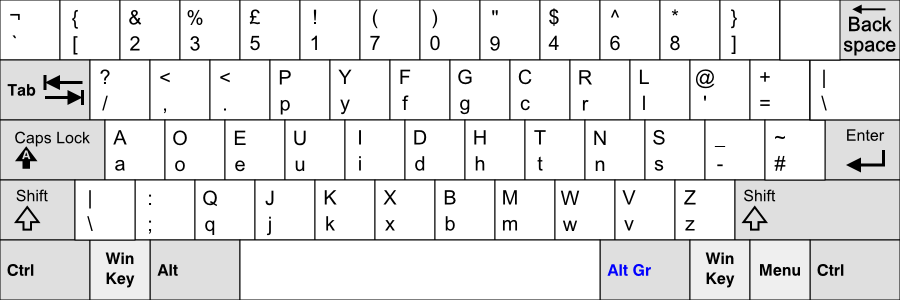 ¬ { & % £ ! ( ) " $ ^ * } Back
` [ 2 3 5 1 7 0 9 4 6 8 ] space
Tab ? < < P Y F G C R L @ + |
/ , . p y f g c r l ' = \
Caps Lock A O E U I D H T N S _ ~ Enter
A a o e u i d h t n s - #
Shift | : Q J K X B M W V Z Shift
\ ; q j k x b m w v z
Ctrl Win Key Alt Alt Gr Win Key Menu Ctrl